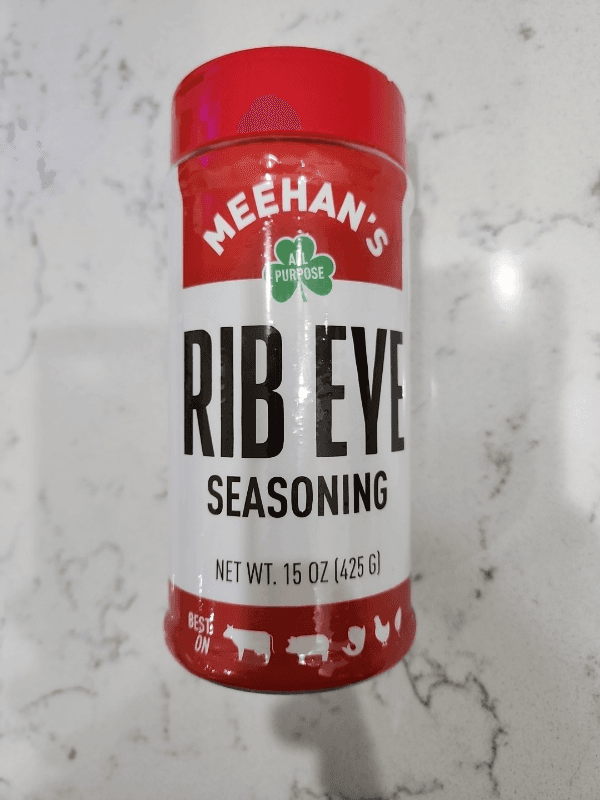 MEEHAN'S
ALL
PURPOSE
RIB EYE
SEASONING
NET WT. 15 OZ (425 G)
BEST
ON